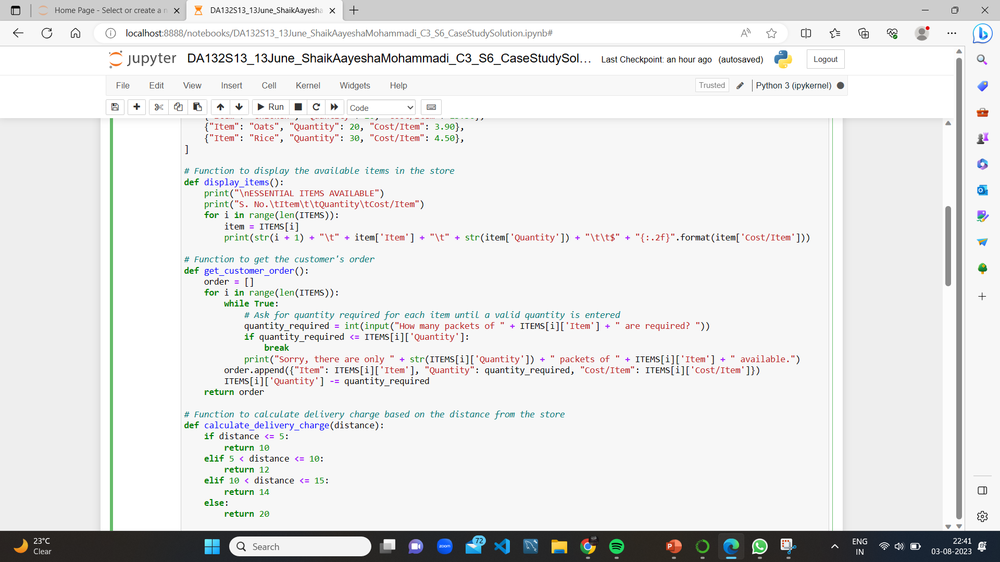 Home Page - Select or create a n
DA132S13_13June_ShaikAayesha
localhost:8888/notebooks/DA132S13_13June_ShaikAayeshaMohammadi_C3_S6_CaseStudySolution.ipynb#
jupyter DA132S13_13June_ShaikAayeshaMohammadi_C3_S6_CaseStudySol... Last Checkpoint: an hour ago (autosaved) Logout
File Edit View Insert Cell Kernel Widgets Help Trusted Python 3 (ipykernel)
Run Code
{"Item": "Oats", "Quantity": 20, "Cost/Item": 3.90},
{"Item": "Rice", "Quantity": 30, "Cost/Item": 4.50},
]
# Function to display the available items in the store
def display_items():
    print("\nESSENTIAL ITEMS AVAILABLE")
    print("S. No.\tItem\t\tQuantity\tCost/Item")
    for i in range(len(ITEMS)):
        item = ITEMS[i]
        print(str(i + 1) + "\t" + item['Item'] + "\t" + str(item['Quantity']) + "\t\t$" + "{:.2f}".format(item['Cost/Item']))
# Function to get the customer's order
def get_customer_order():
    order = []
    for i in range(len(ITEMS)):
        while True:
            # Ask for quantity required for each item until a valid quantity is entered
            quantity_required = int(input("How many packets of " + ITEMS[i]['Item'] + " are required? "))
            if quantity_required <= ITEMS[i]['Quantity']:
                break
            print("Sorry, there are only " + str(ITEMS[i]['Quantity']) + " packets of " + ITEMS[i]['Item'] + " available.")
        order.append({"Item": ITEMS[i]['Item'], "Quantity": quantity_required, "Cost/Item": ITEMS[i]['Cost/Item']})
        ITEMS[i]['Quantity'] -= quantity_required
    return order
# Function to calculate delivery charge based on the distance from the store
def calculate_delivery_charge(distance):
    if distance <= 5:
        return 10
    elif 5 < distance <= 10:
        return 12
    elif 10 < distance <= 15:
        return 14
    else:
        return 20
23°C
Clear
Search
72
zoom
ENG
IN
22:41
03-08-2023